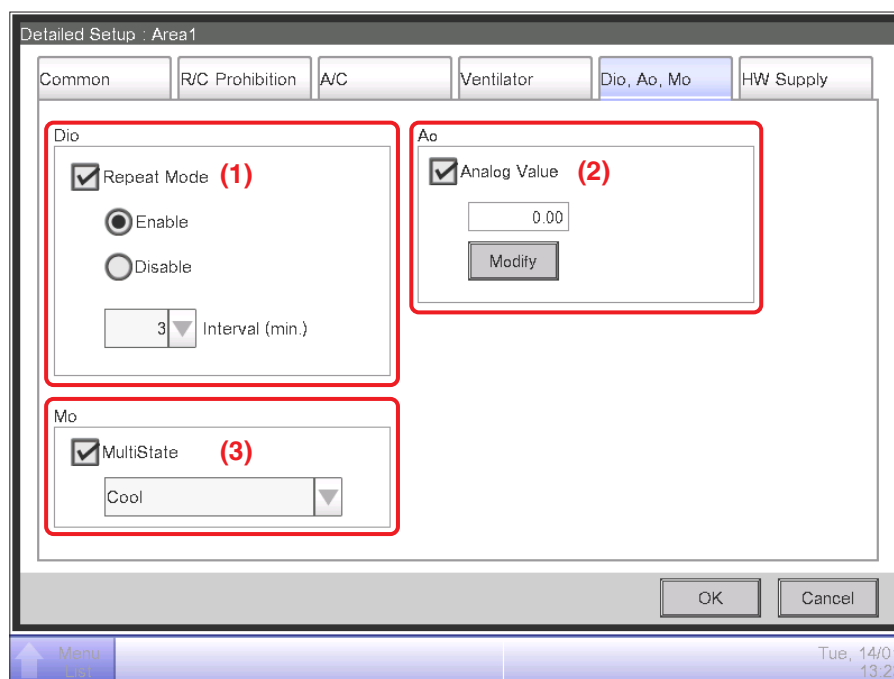 Detailed Setup : Area1
Common
R/C Prohibition
A/C
Ventilator
Dio, Ao, Mo
HW Supply
Dio
Repeat Mode (1)
Enable
Disable
3 Interval (min.)
Ao
Analog Value (2)
0.00
Modify
Mo
MultiState (3)
Cool
OK
Cancel
Menu
List
Tue, 14/0
13:2